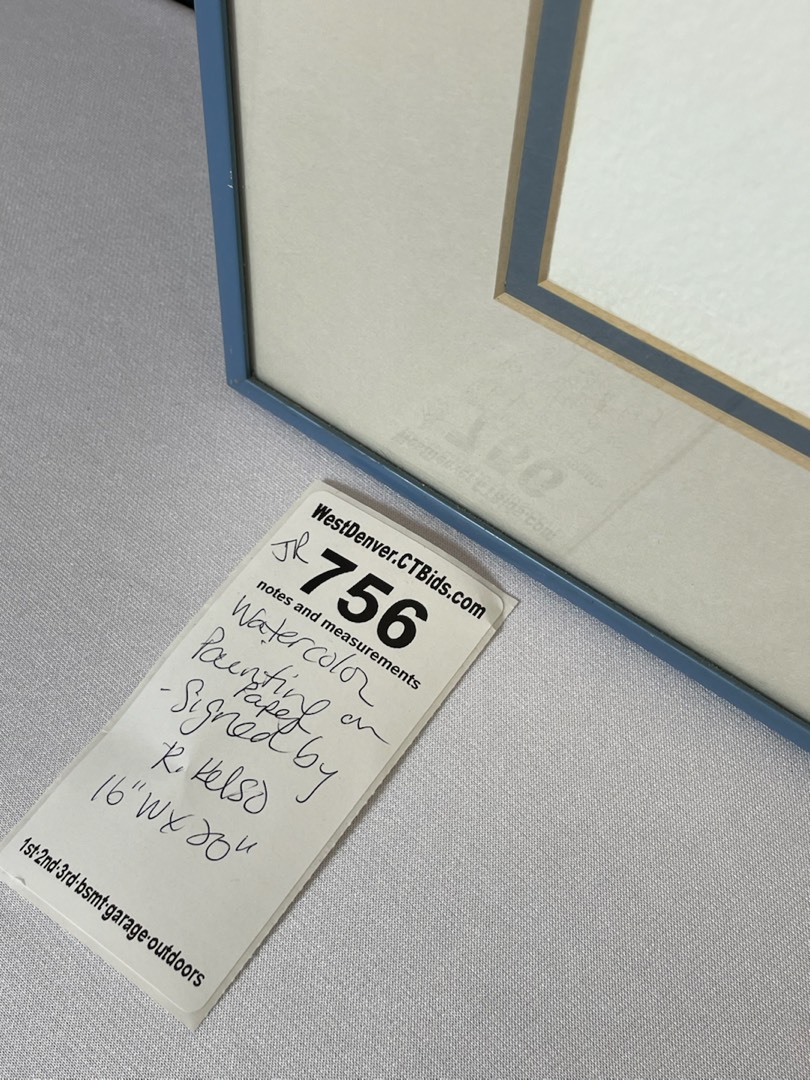 WestDenver.CTBids.com
JR 756
notes and measurements
Watercolor
Painting on
Paper
- Signed by
R. Kelso
16"W x 20"
1st·2nd·3rd·bsmt·garage·outdoors